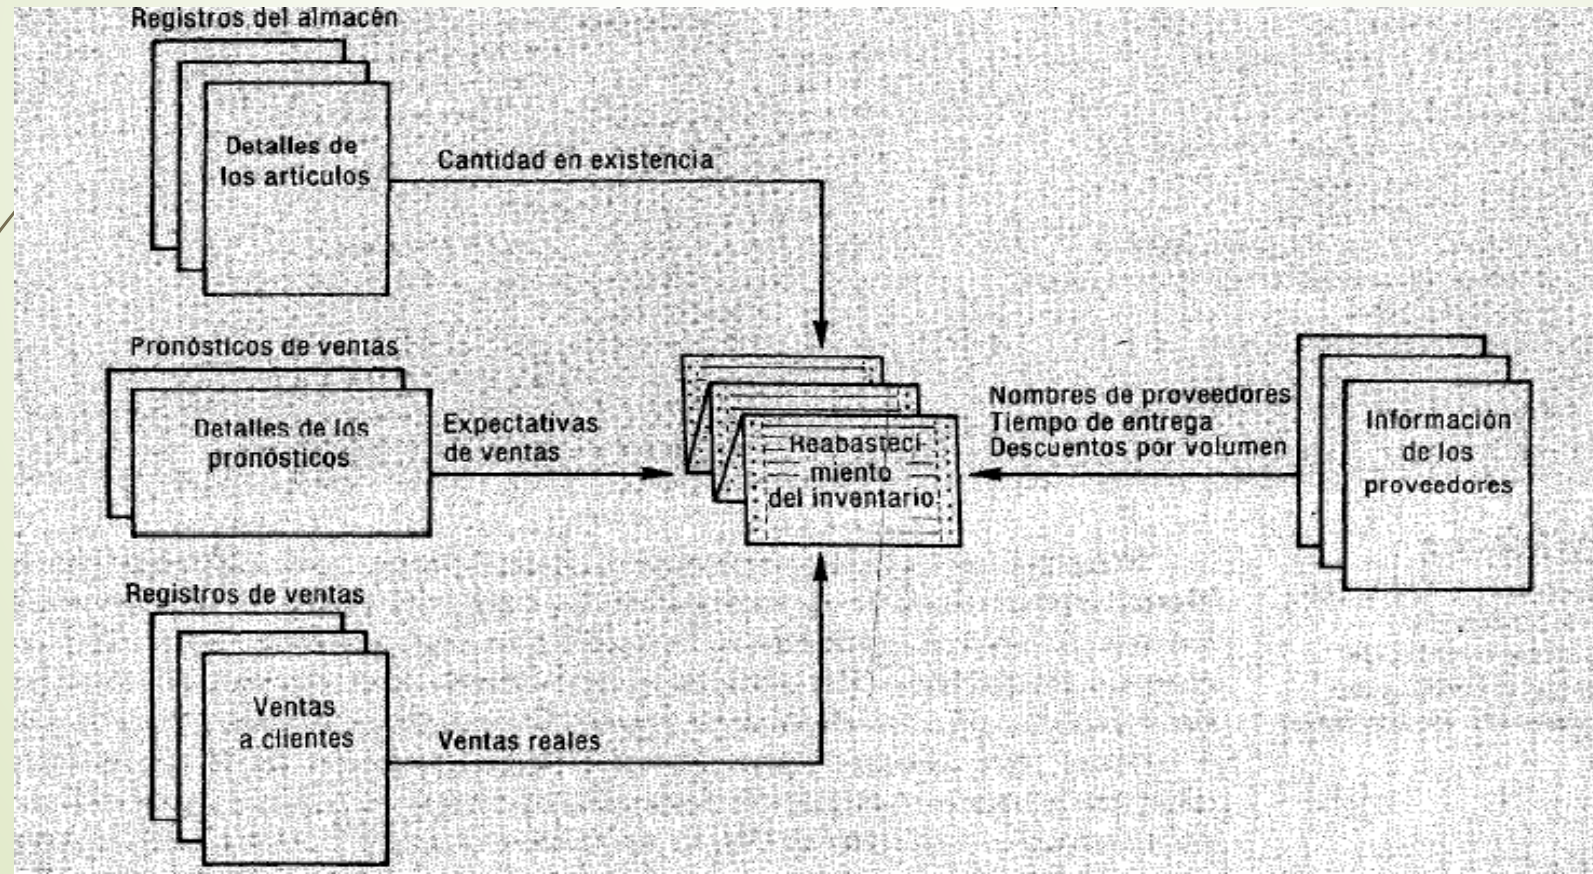 Registros del almacén
Detalles de
los artículos
Cantidad en existencia
Pronósticos de ventas
Detalles de los
pronósticos
Expectativas
de ventas
Reabasteci-
miento
del inventario
Nombres de proveedores
Tiempo de entrega
Descuentos por volumen
Información
de los
proveedores
Registros de ventas
Ventas
a clientes
Ventas reales